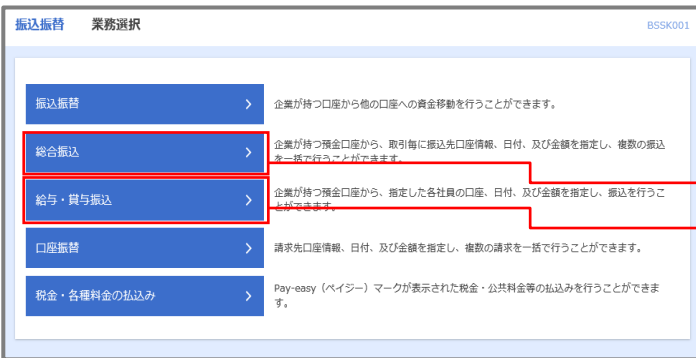 振込振替 業務選択 BSSK001
振込振替 企業が持つ口座から他の口座への資金移動を行うことができます。
総合振込 企業が持つ預金口座から、取引毎に振込先口座情報、日付、及び金額を指定し、複数の振込
を一括で行うことができます。
給与・賞与振込 企業が持つ預金口座から、指定した各社員の口座、日付、及び金額を指定し、振込を行うこ
とができます。
口座振替 請求先口座情報、日付、及び金額を指定し、複数の請求を一括で行うことができます。
税金・各種料金の払込み Pay-easy（ペイジー）マークが表示された税金・公共料金等の払込みを行うことができま
す。